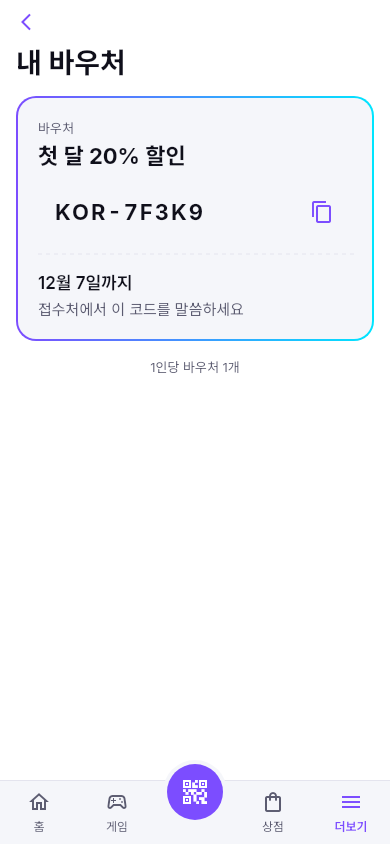 내 바우처
바우처
첫 달 20% 할인
KOR-7F3K9
12월 7일까지
접수처에서 이 코드를 말씀하세요
1인당 바우처 1개
홈
게임
상점
더보기